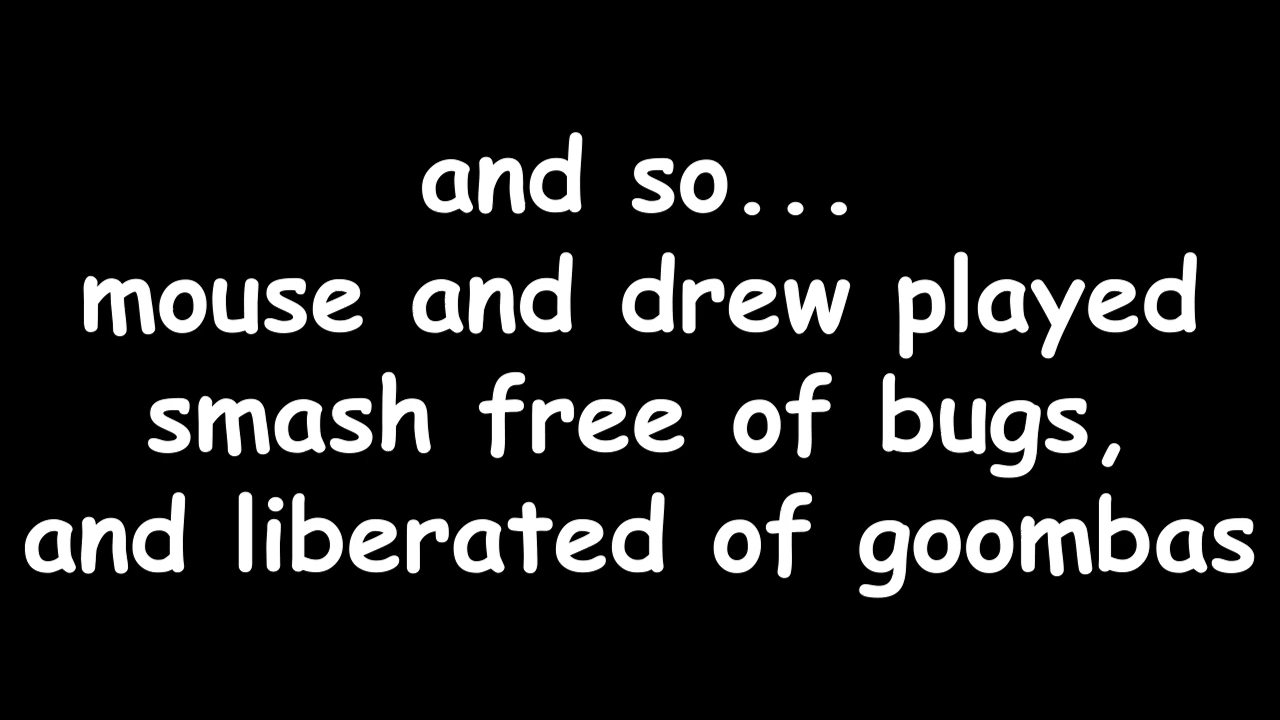 and so...
mouse and drew played
smash free of bugs,
and liberated of goombas